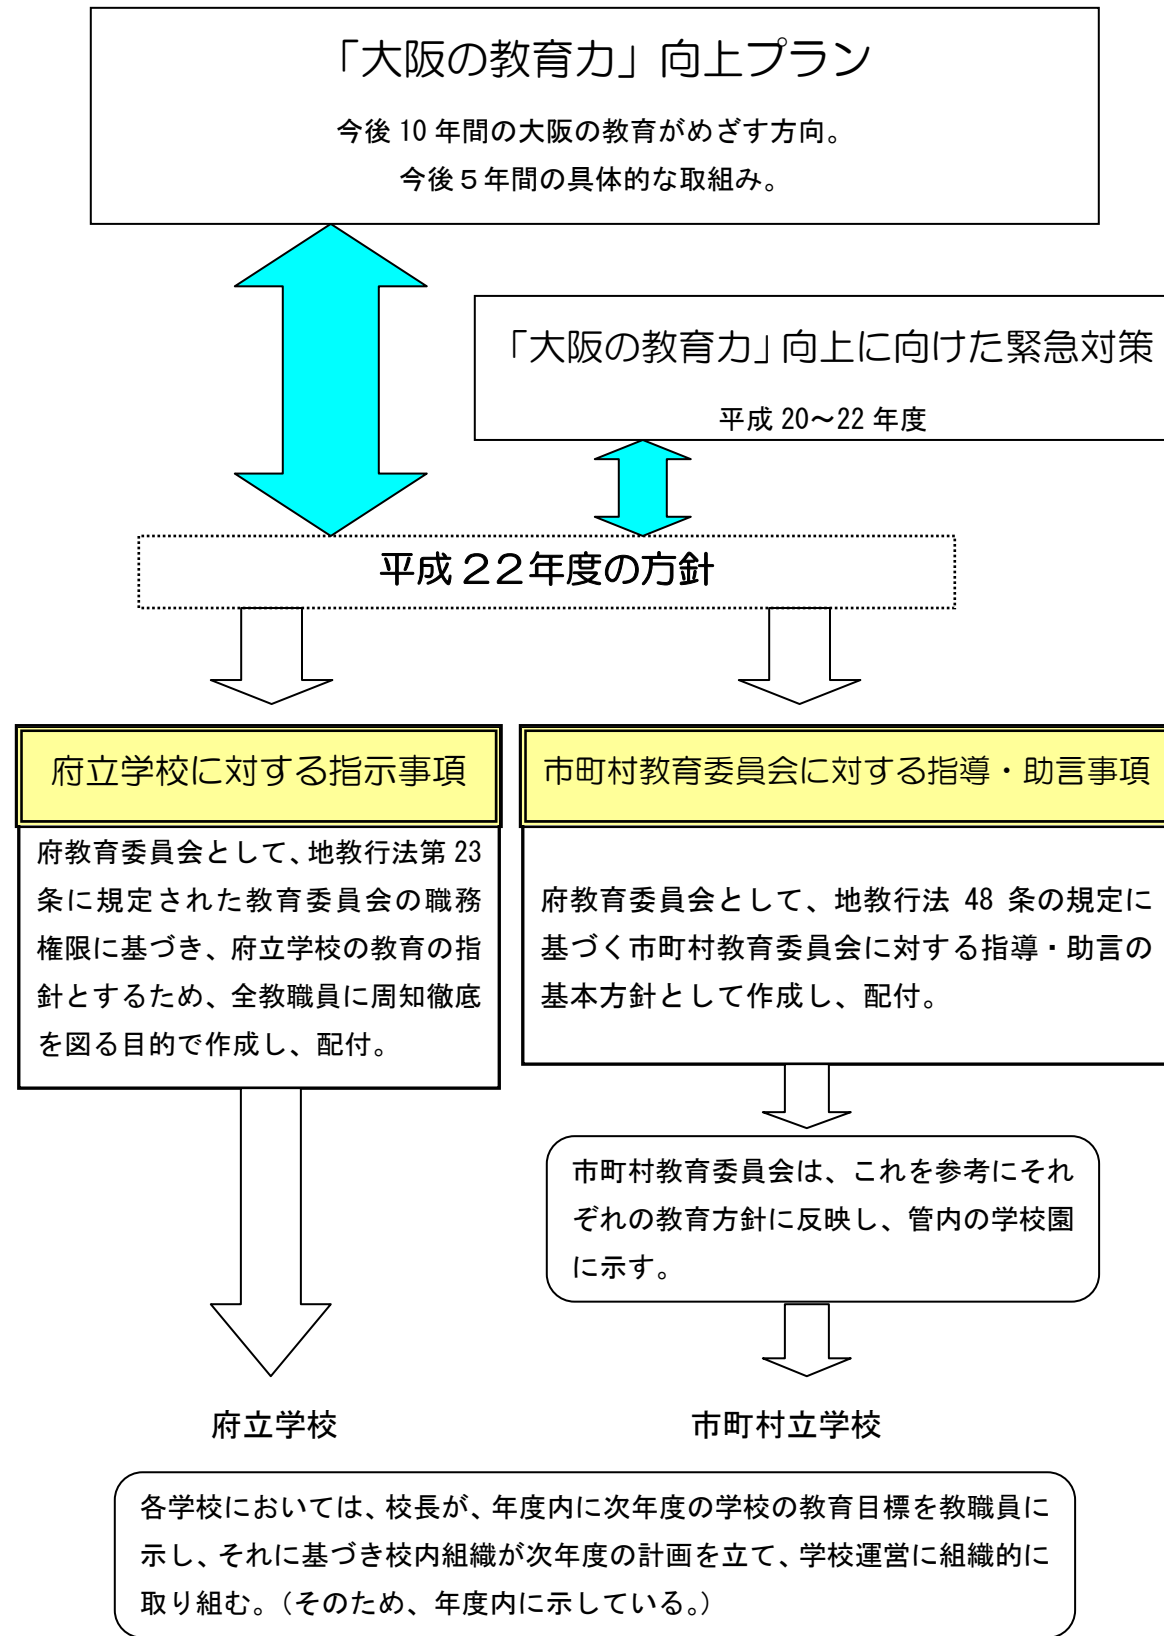 「大阪の教育力」向上プラン
今後 10 年間の大阪の教育がめざす方向。
今後５年間の具体的な取組み。
「大阪の教育力」向上に向けた緊急対策
平成 20～22 年度
平成２２年度の方針
府立学校に対する指示事項
府教育委員会として、地教行法第 23
条に規定された教育委員会の職務
権限に基づき、府立学校の教育の指
針とするため、全教職員に周知徹底
を図る目的で作成し、配付。
市町村教育委員会に対する指導・助言事項
府教育委員会として、地教行法 48 条の規定に
基づく市町村教育委員会に対する指導・助言の
基本方針として作成し、配付。
市町村教育委員会は、これを参考にそれ
ぞれの教育方針に反映し、管内の学校園
に示す。
府立学校
市町村立学校
各学校においては、校長が、年度内に次年度の学校の教育目標を教職員に
示し、それに基づき校内組織が次年度の計画を立て、学校運営に組織的に
取り組む。（そのため、年度内に示している。）